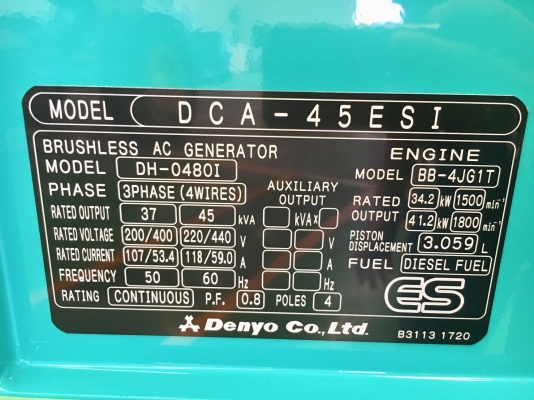 MODEL DCA-45ESI
BRUSHLESS AC GENERATOR
MODEL DH-0480I
PHASE 3PHASE (4WIRES)
AUXILIARY OUTPUT
RATED OUTPUT 37 45 kVA kVA×
RATED VOLTAGE 200/400 220/440 V V
RATED CURRENT 107/53.4 118/59.0 A A
FREQUENCY 50 60 Hz Hz
RATING CONTINUOUS P.F. 0.8 POLES 4
ENGINE
MODEL BB-4JG1T
RATED OUTPUT 34.2 kW 1500 min⁻¹
41.2 kW 1800 min⁻¹
PISTON DISPLACEMENT 3.059 L
FUEL DIESEL FUEL
ES
Denyo Co., Ltd.
B3113 1720